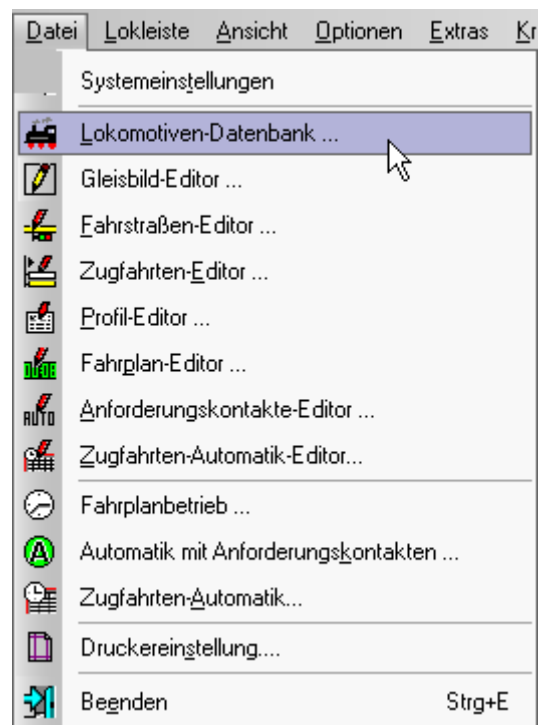 Datei Lokleiste Ansicht Optionen Extras Kr
Systemeinstellungen
Lokomotiven-Datenbank ...
Gleisbild-Editor ...
Fahrstraßen-Editor ...
Zugfahrten-Editor ...
Profil-Editor ...
Fahrplan-Editor ...
AUTO Anforderungskontakte-Editor ...
Zugfahrten-Automatik-Editor...
Fahrplanbetrieb ...
A Automatik mit Anforderungskontakten ...
Zugfahrten-Automatik...
Druckereinstellung....
Beenden Strg+E